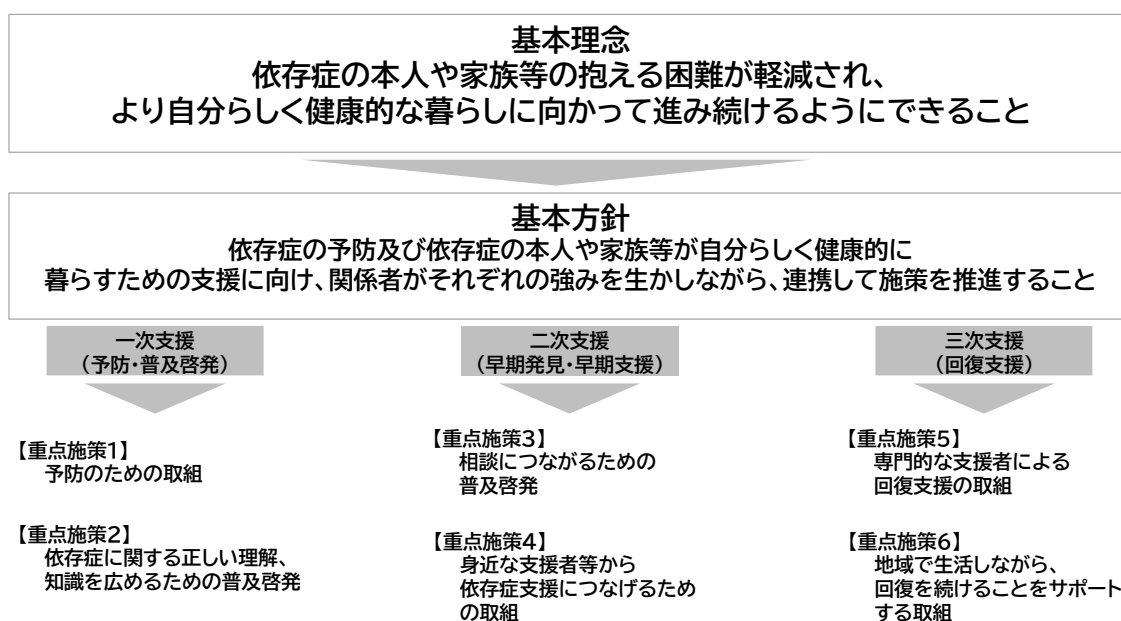 基本理念
依存症の本人や家族等の抱える困難が軽減され、
より自分らしく健康的な暮らしに向かって進み続けるようにできること
基本方針
依存症の予防及び依存症の本人や家族等が自分らしく健康的に
暮らすための支援に向け、関係者がそれぞれの強みを生かしながら、連携して施策を推進すること
一次支援
(予防・普及啓発)
【重点施策1】
予防のための取組
【重点施策2】
依存症に関する正しい理解、
知識を広めるための普及啓発
二次支援
(早期発見・早期支援)
【重点施策3】
相談につながるための
普及啓発
【重点施策4】
身近な支援者等から
依存症支援につなげるため
の取組
三次支援
(回復支援)
【重点施策5】
専門的な支援者による
回復支援の取組
【重点施策6】
地域で生活しながら、
回復を続けることをサポート
する取組